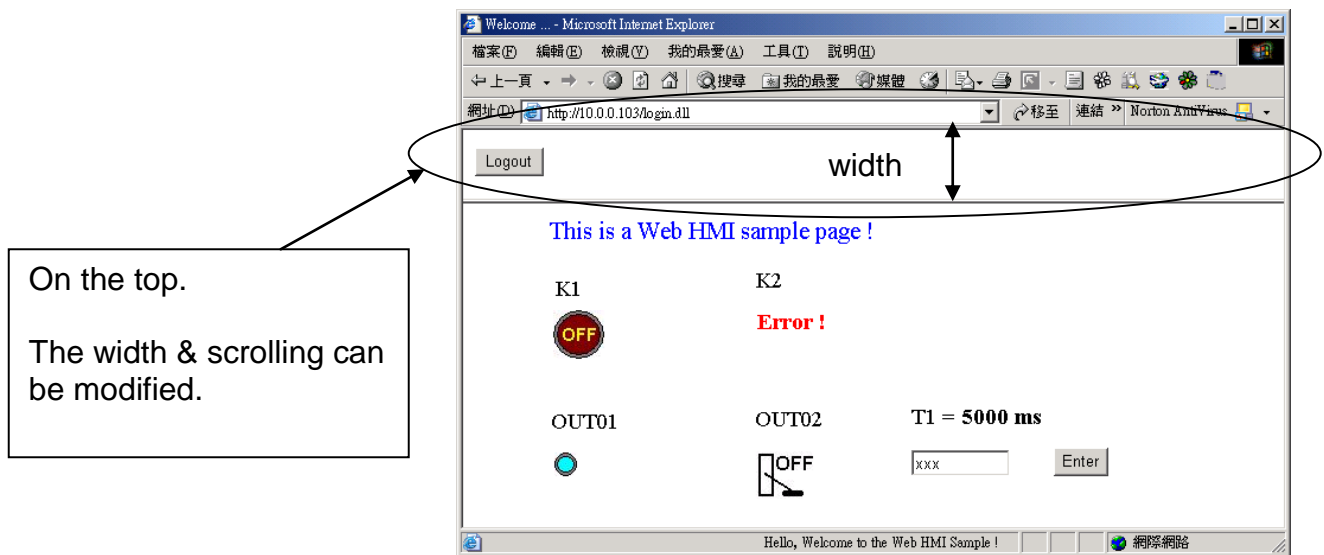 Welcome ... - Microsoft Internet Explorer
檔案(F) 編輯(E) 檢視(V) 我的最愛(A) 工具(T) 說明(H)
上一頁 搜尋 我的最愛 媒體
網址(D) http://10.0.0.103/login.dll 移至 連結 » Norton AntiVirus
Logout
width
This is a Web HMI sample page !
On the top.
The width & scrolling can
be modified.
K1 K2
OFF
Error !
OUT01 OUT02 T1 = 5000 ms
OFF xxx Enter
Hello, Welcome to the Web HMI Sample ! 網際網路